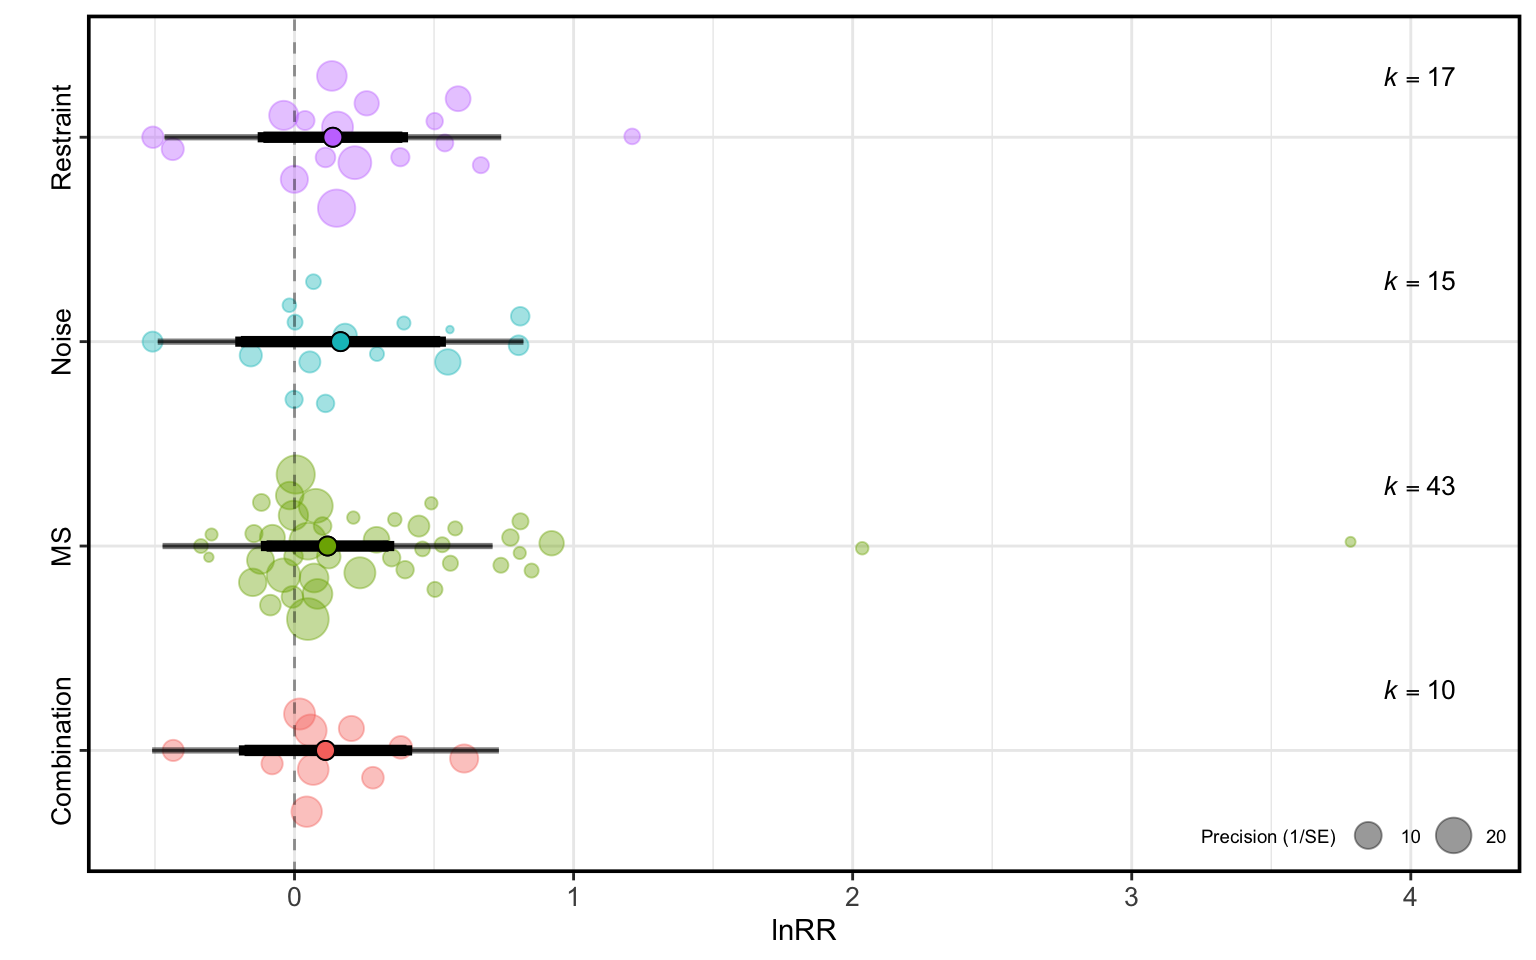 Restraint
k = 17
Noise
k = 15
MS
k = 43
Combination
k = 10
Precision (1/SE) 10 20
0 1 2 3 4
lnRR